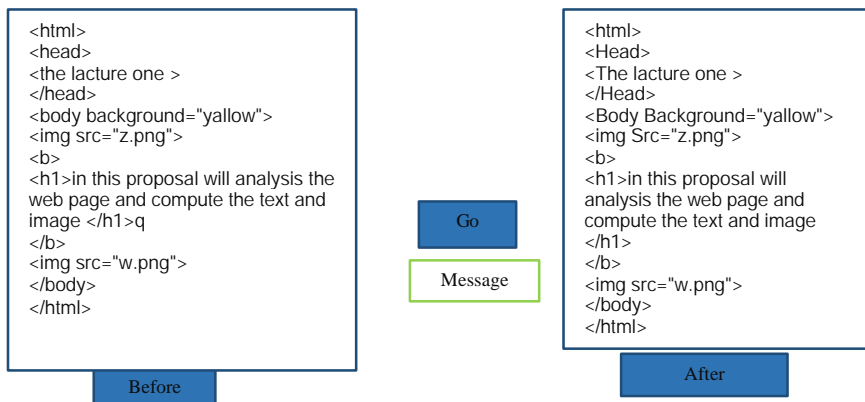 <html>
<head>
<the lacture one >
</head>
<body background="yallow">
<img src="z.png">
<b>
<h1>in this proposal will analysis the
web page and compute the text and
image </h1>q
</b>
<img src="w.png">
</body>
</html>
Before
Go
Message
<html>
<Head>
<The lacture one >
</Head>
<Body Background="yallow">
<img Src="z.png">
<b>
<h1>in this proposal will
analysis the web page and
compute the text and image
</h1>
</b>
<img src="w.png">
</body>
</html>
After